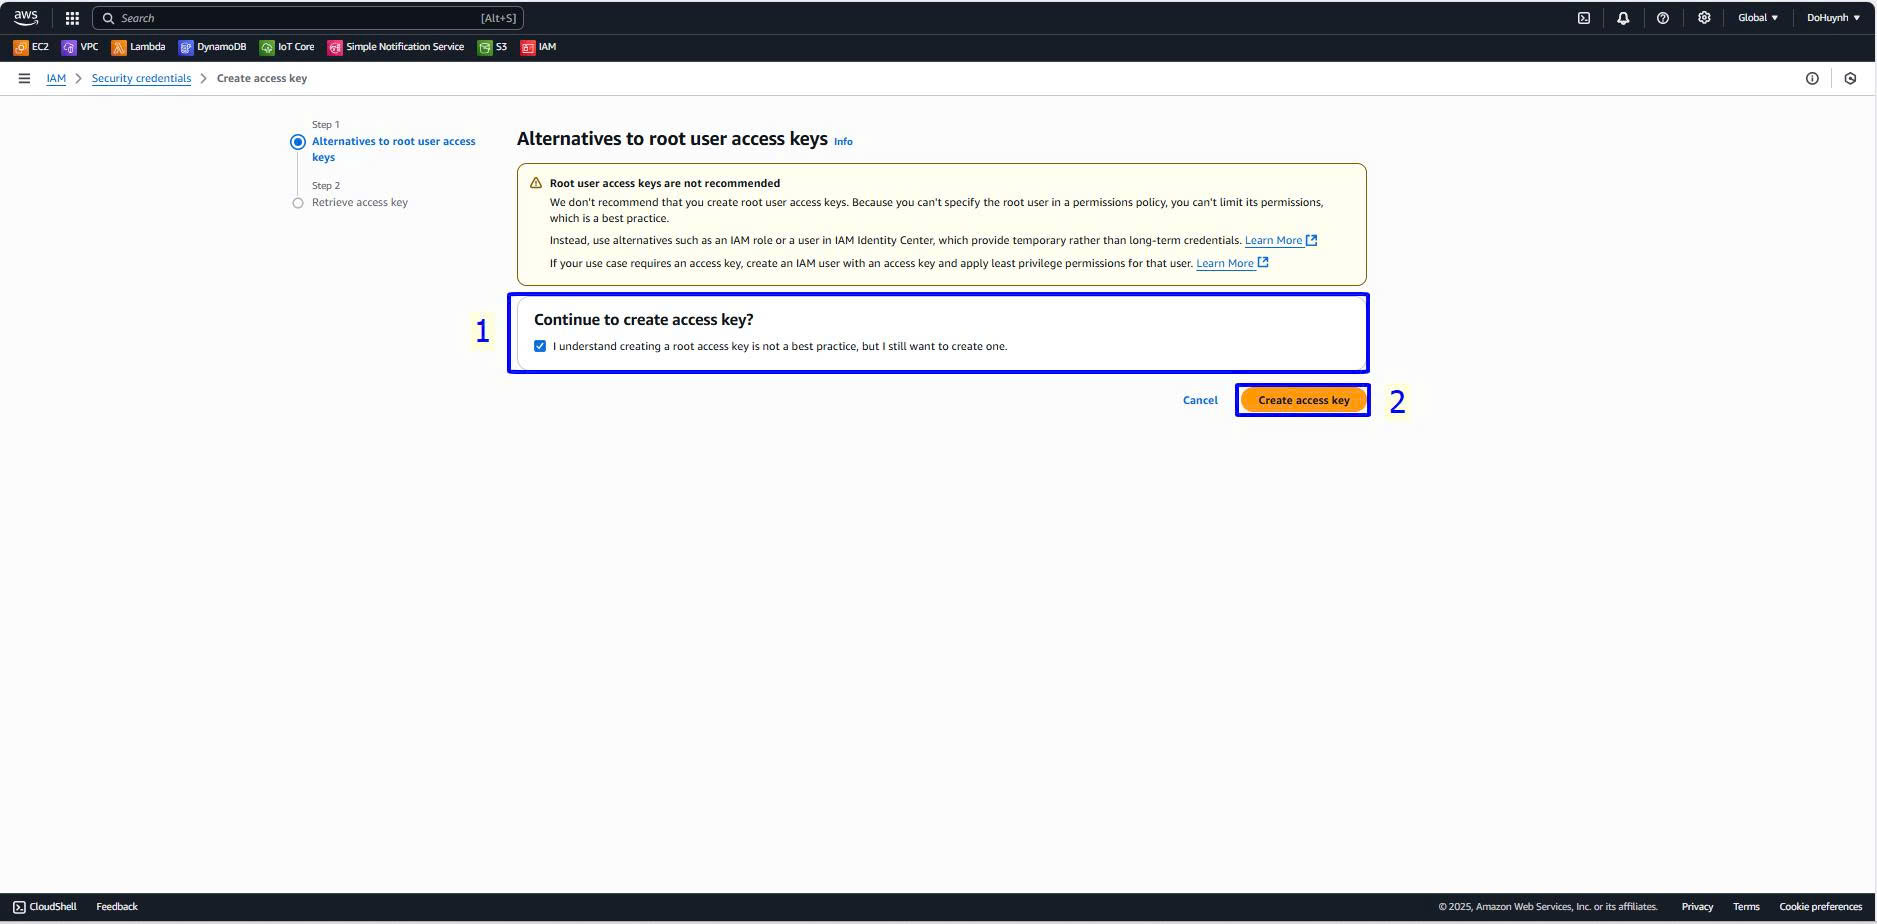 aws
Search
[Alt+S]
Global
DoHuynh
EC2
VPC
Lambda
DynamoDB
IoT Core
Simple Notification Service
S3
IAM
IAM
Security credentials
Create access key
Step 1
Alternatives to root user access
keys
Step 2
Retrieve access key
Alternatives to root user access keys Info
Root user access keys are not recommended
We don't recommend that you create root user access keys. Because you can't specify the root user in a permissions policy, you can't limit its permissions,
which is a best practice.
Instead, use alternatives such as an IAM role or a user in IAM Identity Center, which provide temporary rather than long-term credentials. Learn More
If your use case requires an access key, create an IAM user with an access key and apply least privilege permissions for that user. Learn More
1
Continue to create access key?
I understand creating a root access key is not a best practice, but I still want to create one.
Cancel
Create access key
2
CloudShell
Feedback
© 2025, Amazon Web Services, Inc. or its affiliates.
Privacy
Terms
Cookie preferences